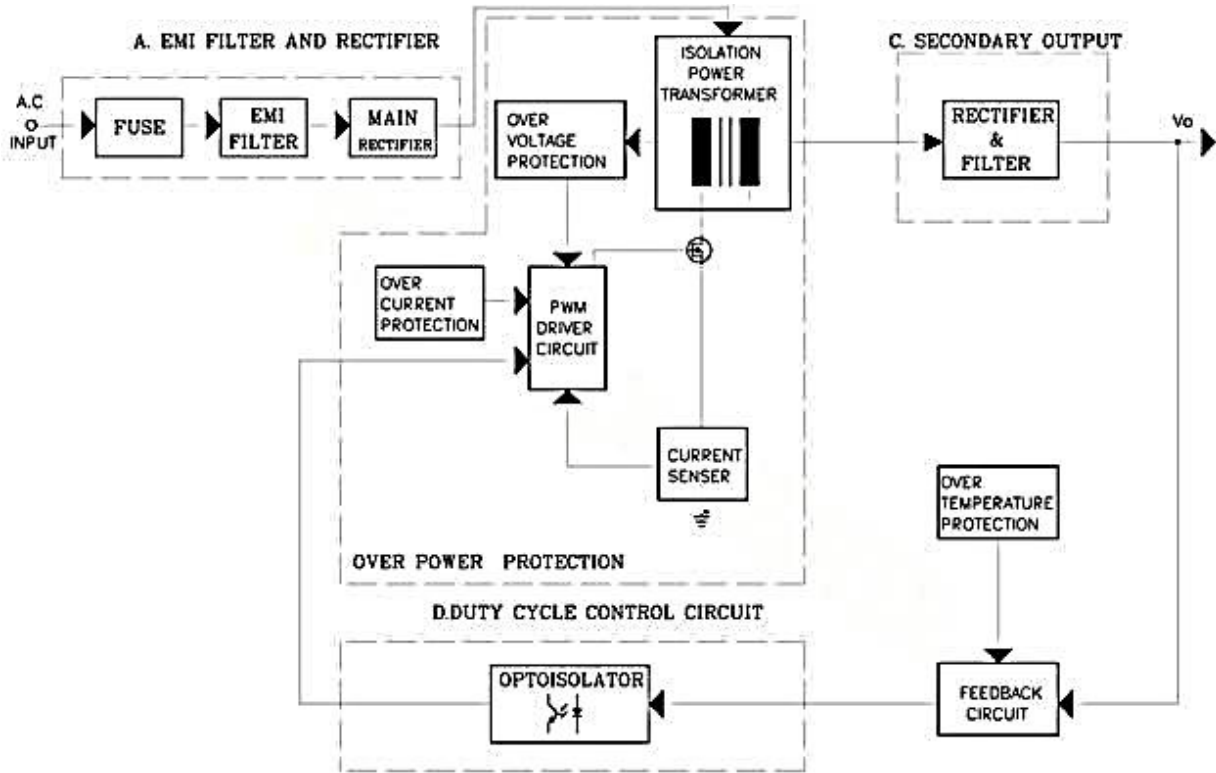 A. EMI FILTER AND RECTIFIER
C. SECONDARY OUTPUT
A.C
INPUT
FUSE
EMI
FILTER
MAIN
RECTIFIER
OVER
VOLTAGE
PROTECTION
ISOLATION
POWER
TRANSFORMER
RECTIFIER
&
FILTER
Vo
OVER
CURRENT
PROTECTION
PWM
DRIVER
CIRCUIT
CURRENT
SENSER
OVER
TEMPERATURE
PROTECTION
OVER POWER PROTECTION
D.DUTY CYCLE CONTROL CIRCUIT
OPTOISOLATOR
FEEDBACK
CIRCUIT